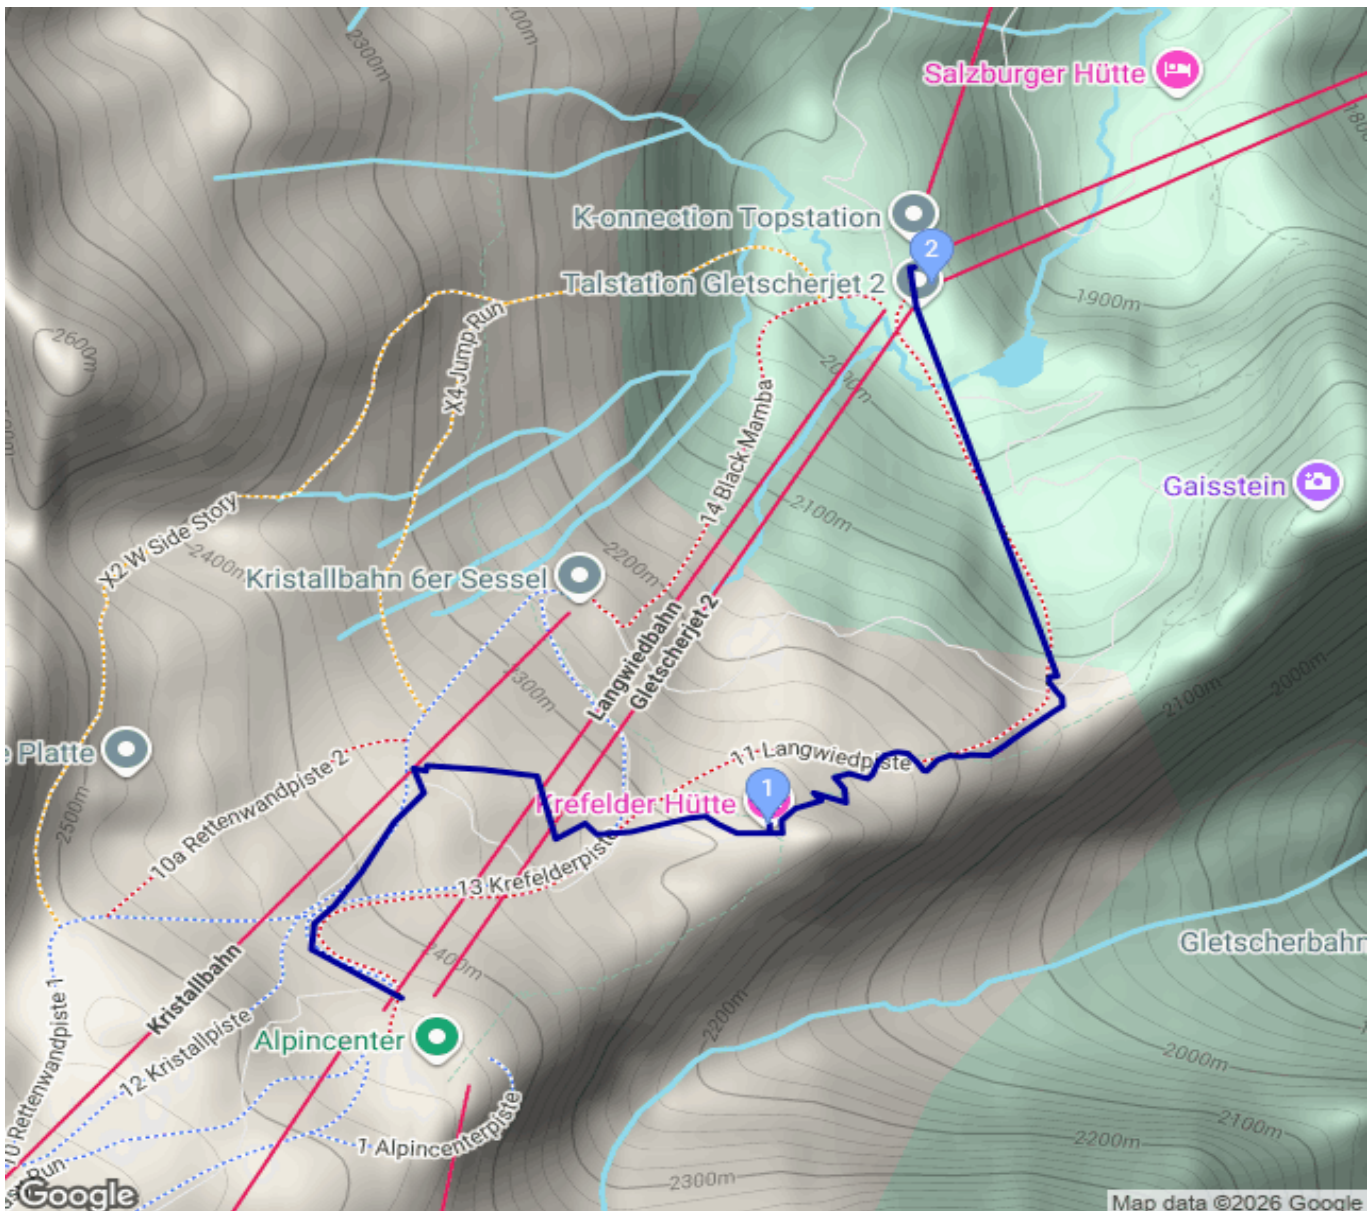 2300m
Salzburger Hütte
1800
K-onnection Topstation
2
Talstation Gletscherjet 2
1900m
2600m
X4 Jump Run
2000m
14 Black Mamba
Gaisstein
2100m
X2 W Side Story
2400m
2200m
Kristallbahn 6er Sessel
Langwiedbahn
Gletscherjet 2
2000m
2100m
2300m
e Platte
10a Rettenwandpiste 2
11 Langwiedpiste
1
Krefelder Hütte
2500m
13 Krefelderpiste
2400m
Gletscherbahn
Kristallbahn
10 Rettenwandpiste 1
12 Kristallpiste
Alpincenter
2200m
2000m
2100m
1 Alpincenterpiste
2200m
Run
2300m
Google
Map data ©2026 Google